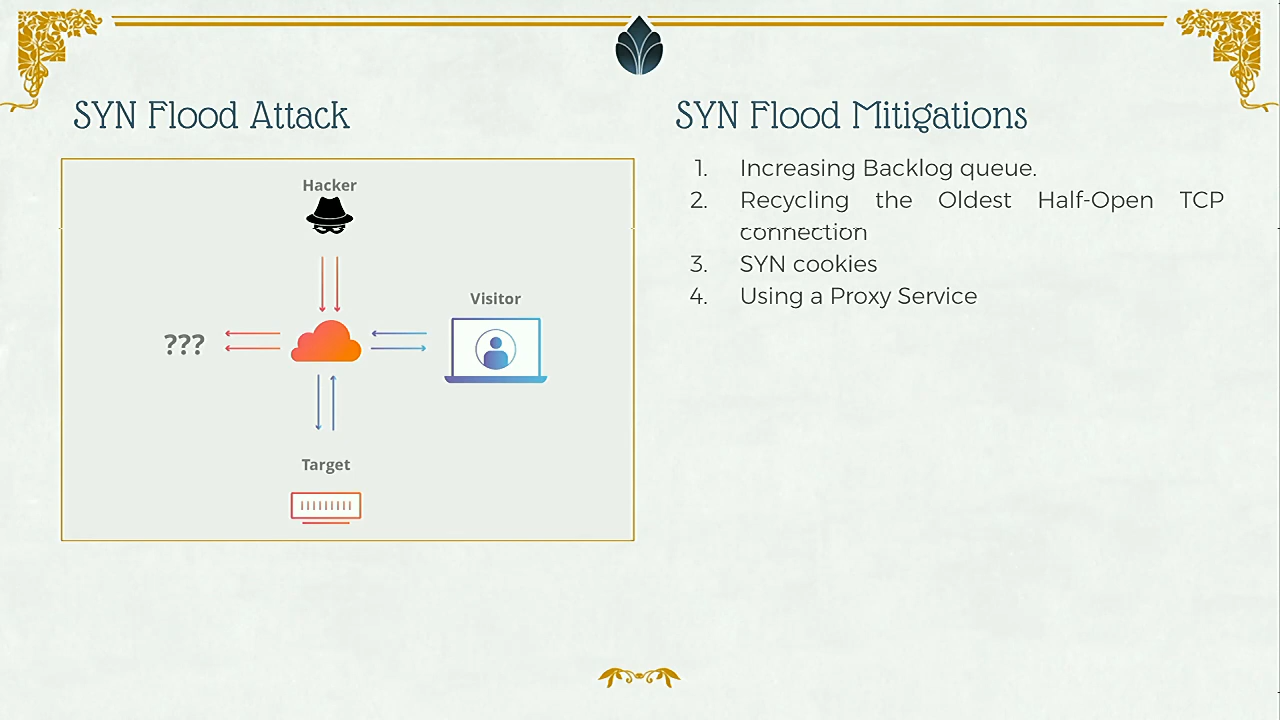 SYN Flood Attack
Hacker
Visitor
???
Target
SYN Flood Mitigations
1. Increasing Backlog queue.
2. Recycling the Oldest Half-Open TCP
connection
3. SYN cookies
4. Using a Proxy Service